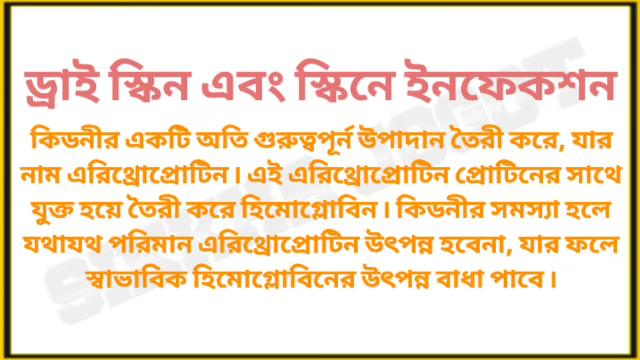 ড্রাই স্কিন এবং স্কিনে ইনফেকশন
কিডনীর একটি অতি গুরুত্বপূর্ন উপাদান তৈরী করে, যার
নাম এরিথ্রোপ্রোটিন। এই এরিথ্রোপ্রোটিন প্রোটিনের সাথে
যুক্ত হয়ে তৈরী করে হিমোগ্লোবিন। কিডনীর সমস্যা হলে
যথাযথ পরিমান এরিথ্রোপ্রোটিন উৎপন্ন হবেনা, যার ফলে
স্বাভাবিক হিমোগ্লোবিনের উৎপন্ন বাধা পাবে।